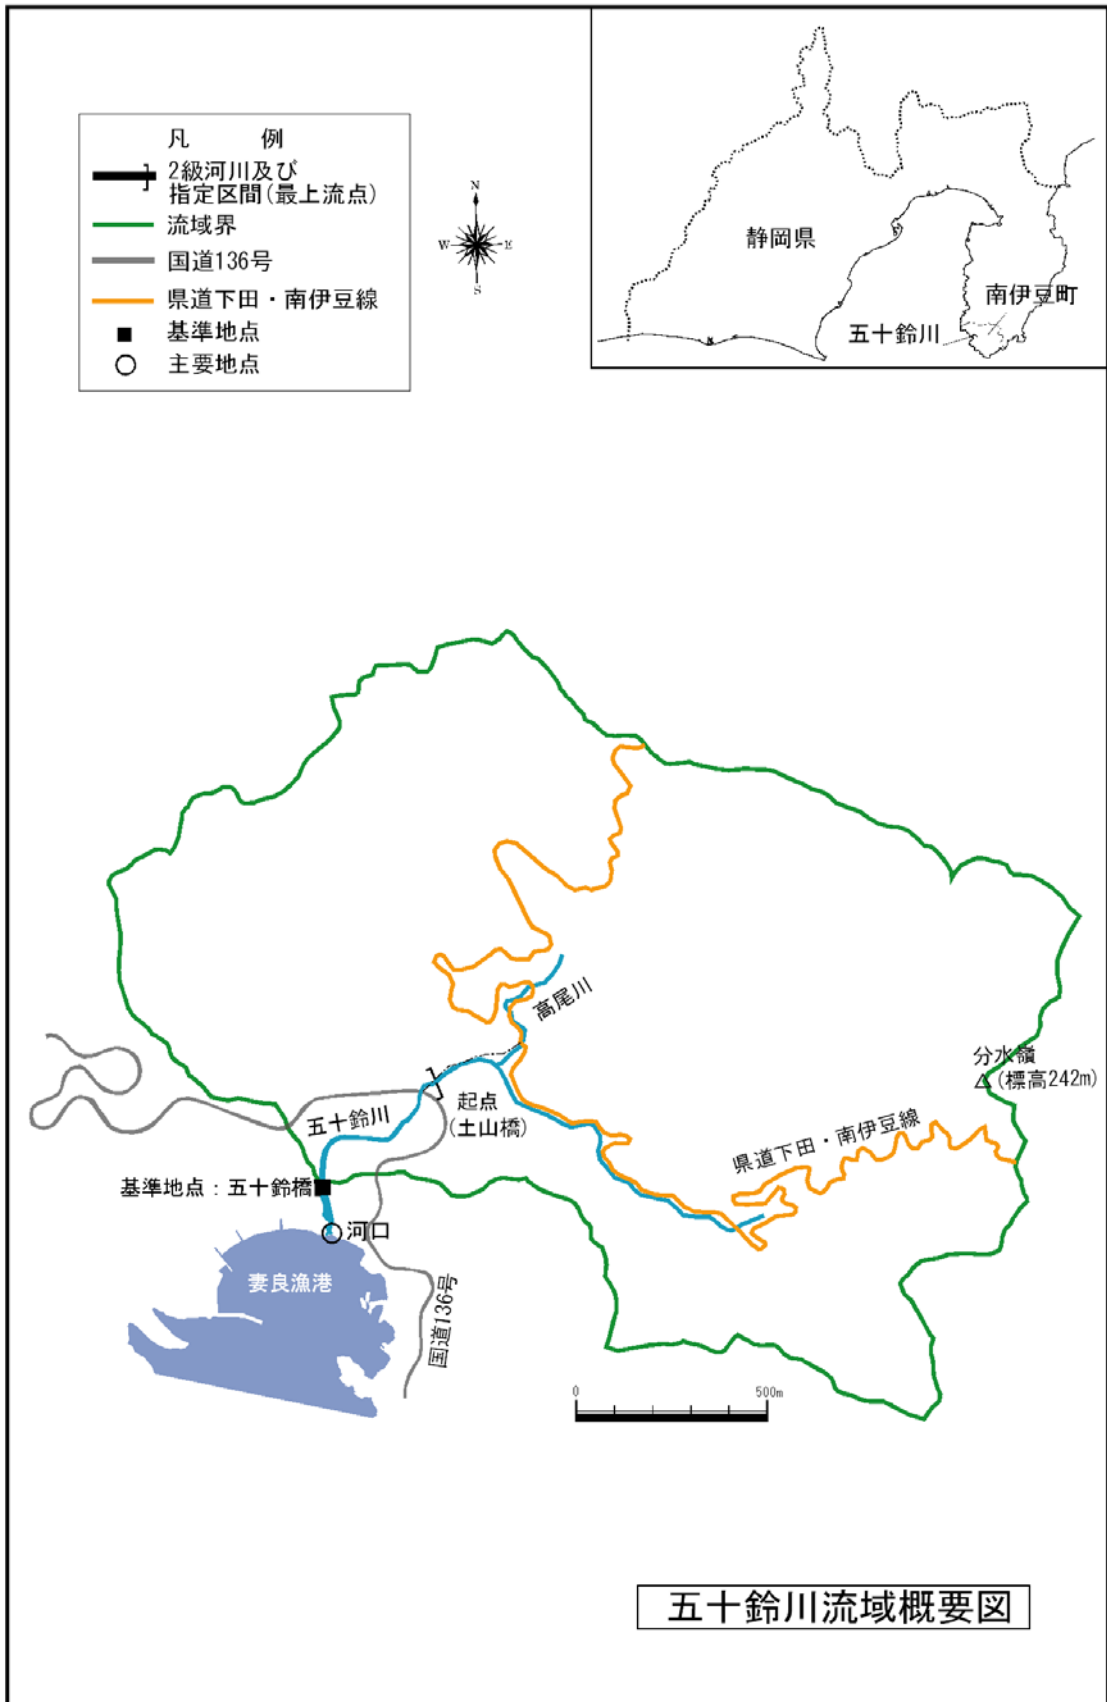 凡 例
2級河川及び
指定区間(最上流点)
流域界
国道136号
県道下田・南伊豆線
基準地点
主要地点
N
W
E
S
静岡県
南伊豆町
五十鈴川
高尾川
分水嶺
(標高242m)
起点
(土山橋)
五十鈴川
県道下田・南伊豆線
基準地点：五十鈴橋
河口
妻良漁港
国道136号
0
500m
五十鈴川流域概要図